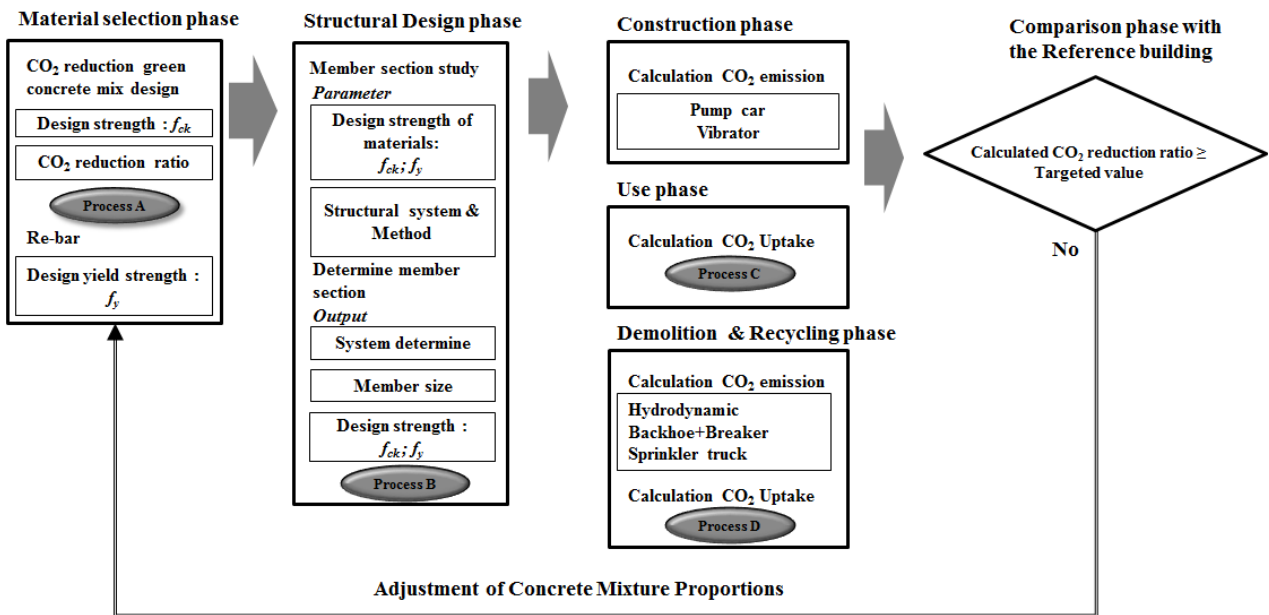 Material selection phase
CO₂ reduction green
concrete mix design
Design strength : fck
CO₂ reduction ratio
Process A
Re-bar
Design yield strength :
fy
Structural Design phase
Member section study
Parameter
Design strength of
materials:
fck; fy
Structural system &
Method
Determine member
section
Output
System determine
Member size
Design strength :
fck; fy
Process B
Construction phase
Calculation CO₂ emission
Pump car
Vibrator
Use phase
Calculation CO₂ Uptake
Process C
Demolition & Recycling phase
Calculation CO₂ emission
Hydrodynamic
Backhoe+Breaker
Sprinkler truck
Calculation CO₂ Uptake
Process D
Comparison phase with
the Reference building
Calculated CO₂ reduction ratio ≥
Targeted value
No
Adjustment of Concrete Mixture Proportions